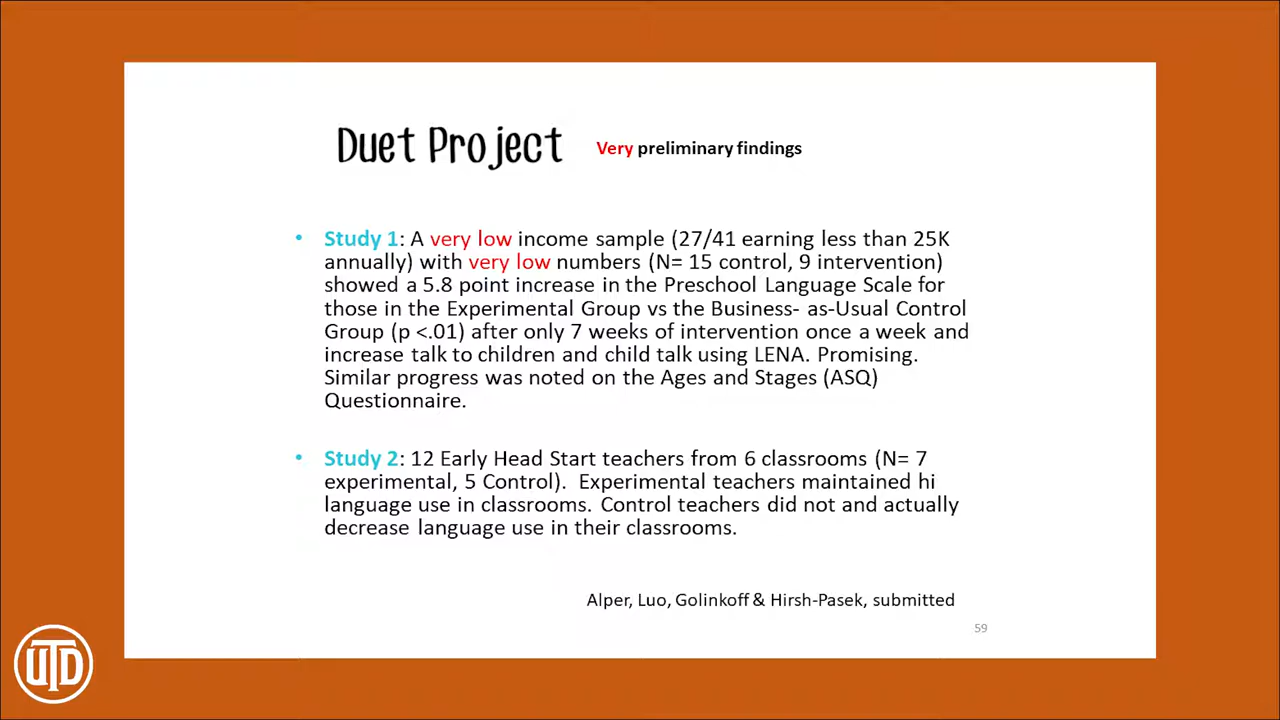 Duet Project Very preliminary findings
• Study 1: A very low income sample (27/41 earning less than 25K
annually) with very low numbers (N= 15 control, 9 intervention)
showed a 5.8 point increase in the Preschool Language Scale for
those in the Experimental Group vs the Business- as-Usual Control
Group (p <.01) after only 7 weeks of intervention once a week and
increase talk to children and child talk using LENA. Promising.
Similar progress was noted on the Ages and Stages (ASQ)
Questionnaire.
• Study 2: 12 Early Head Start teachers from 6 classrooms (N= 7
experimental, 5 Control).  Experimental teachers maintained hi
language use in classrooms. Control teachers did not and actually
decrease language use in their classrooms.
Alper, Luo, Golinkoff & Hirsh-Pasek, submitted
59
UTD